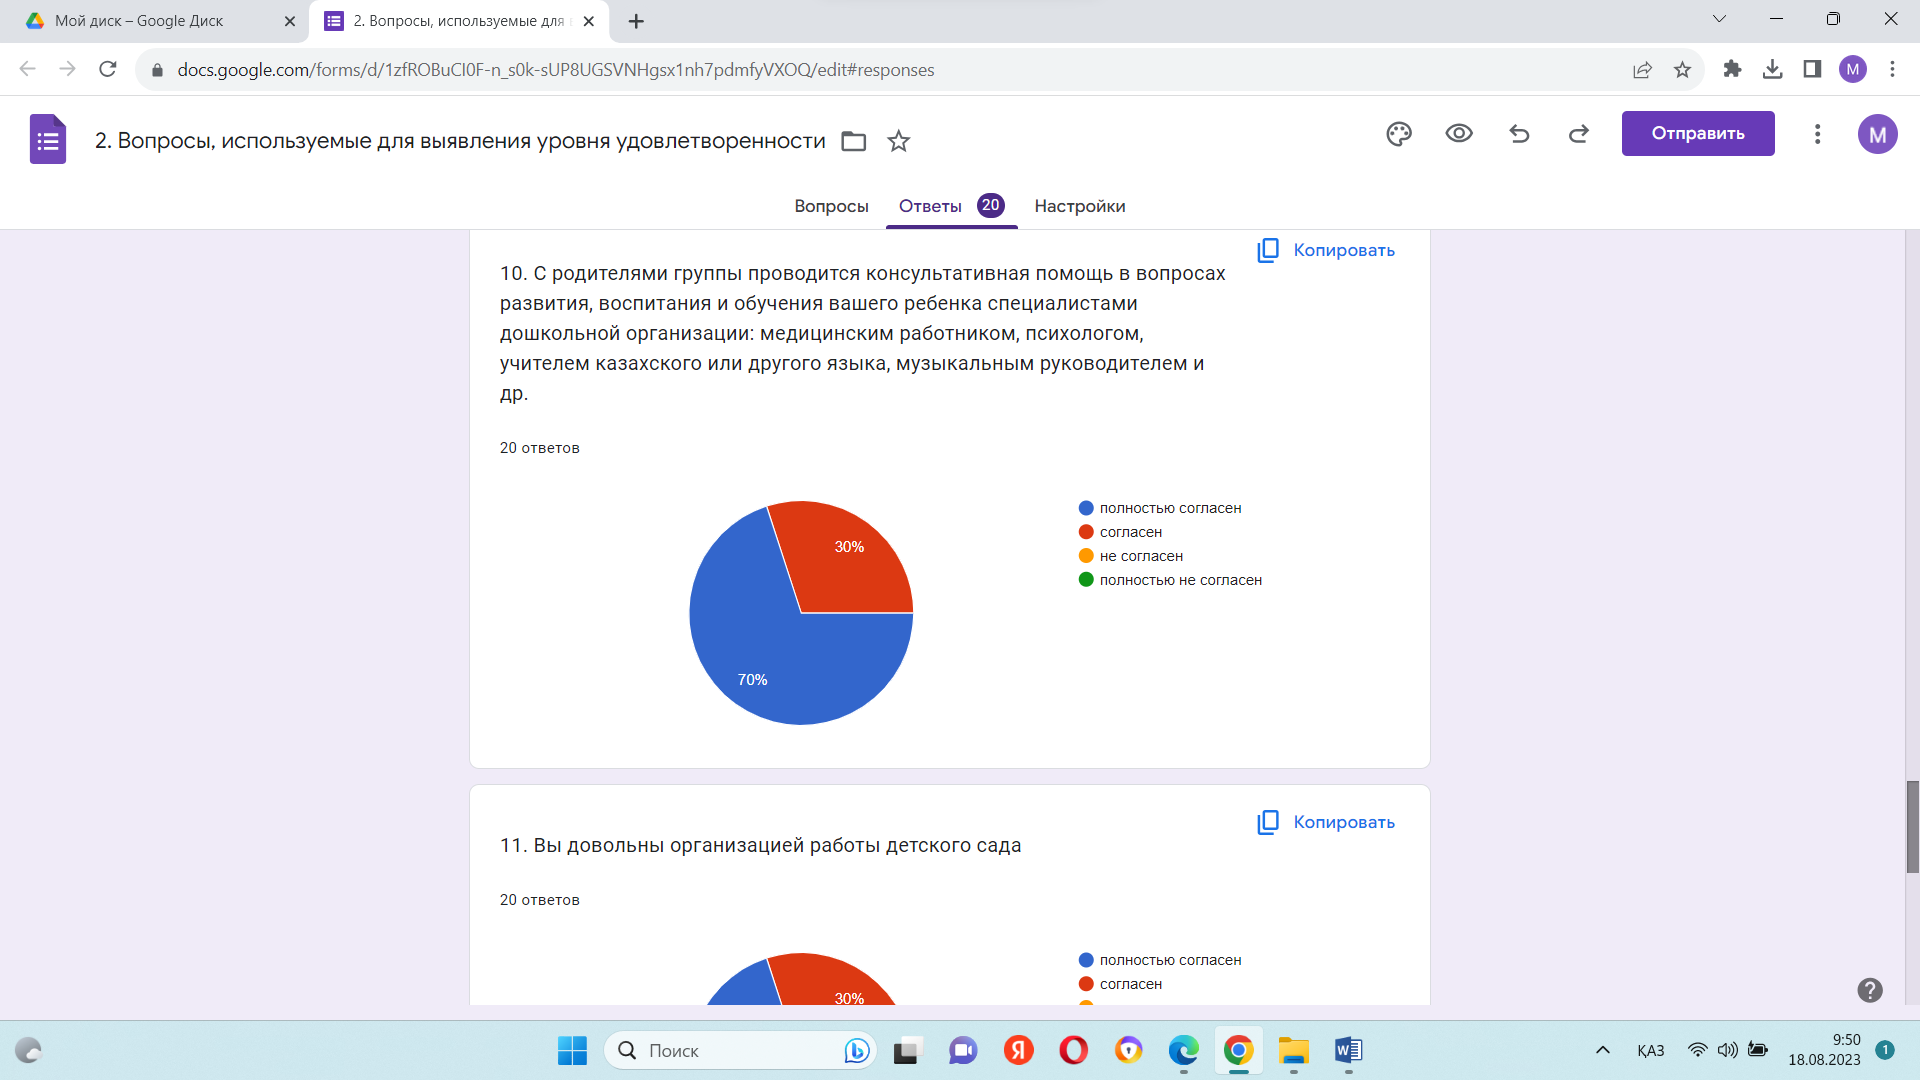 Мой диск – Google Диск
2. Вопросы, используемые для
docs.google.com/forms/d/1zfROBuCI0F-n_s0k-sUP8UGSVNHgsx1nh7pdmfyVXOQ/edit#responses
M
2. Вопросы, используемые для выявления уровня удовлетворенности
Отправить
M
Вопросы Ответы 20 Настройки
Копировать
10. С родителями группы проводится консультативная помощь в вопросах
развития, воспитания и обучения вашего ребенка специалистами
дошкольной организации: медицинским работником, психологом,
учителем казахского или другого языка, музыкальным руководителем и
др.
20 ответов
полностью согласен
согласен
не согласен
полностью не согласен
30%
70%
Копировать
11. Вы довольны организацией работы детского сада
20 ответов
полностью согласен
согласен
30%
Поиск
ҚАЗ
9:50
18.08.2023
1